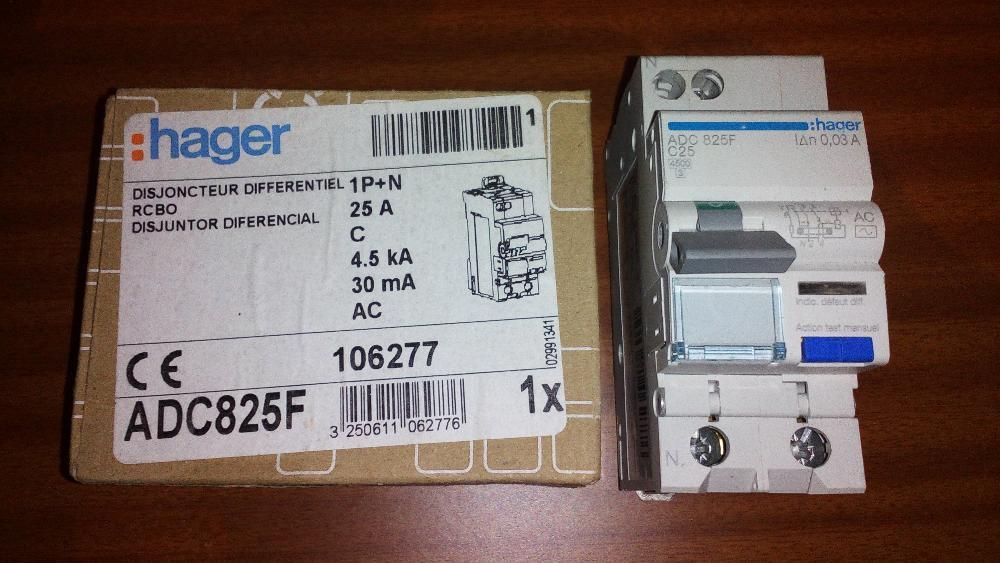 :hager
1
DISJONCTEUR DIFFERENTIEL 1P+N
RCBO 25 A
DISJUNTOR DIFERENCIAL
C
4.5 kA
30 mA
AC
02991341
CE
106277
ADC825F
1x
3 250611 062776
N
:hager
ADC 825F
IΔn 0,03 A
C25
4500
3
AC
N 2
Indic. défaut diff.
Action test mensuel
N